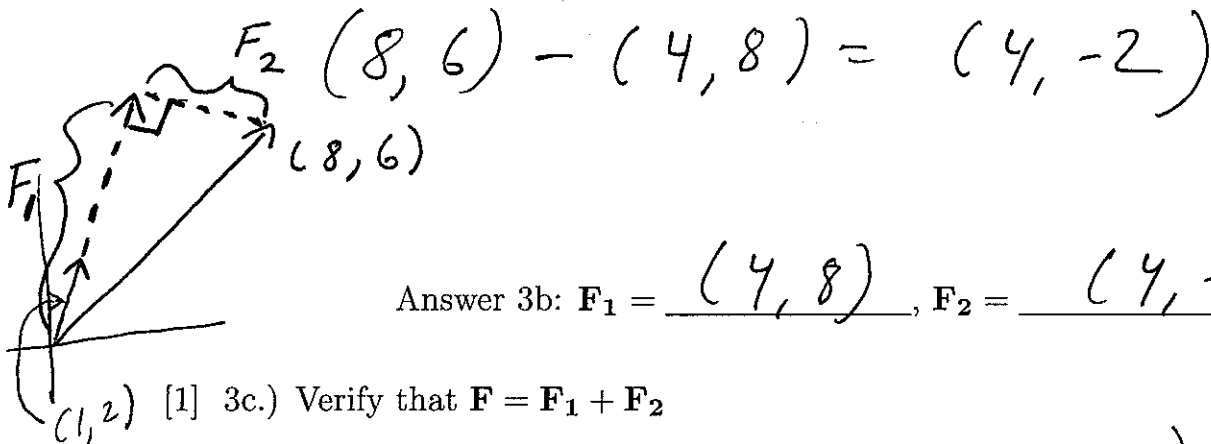 F2 (8, 6) - (4, 8) = (4, -2)
(8, 6)
F1
Answer 3b: F1 = (4, 8), F2 = (4, -
(1, 2) [1] 3c.) Verify that F = F1 + F2